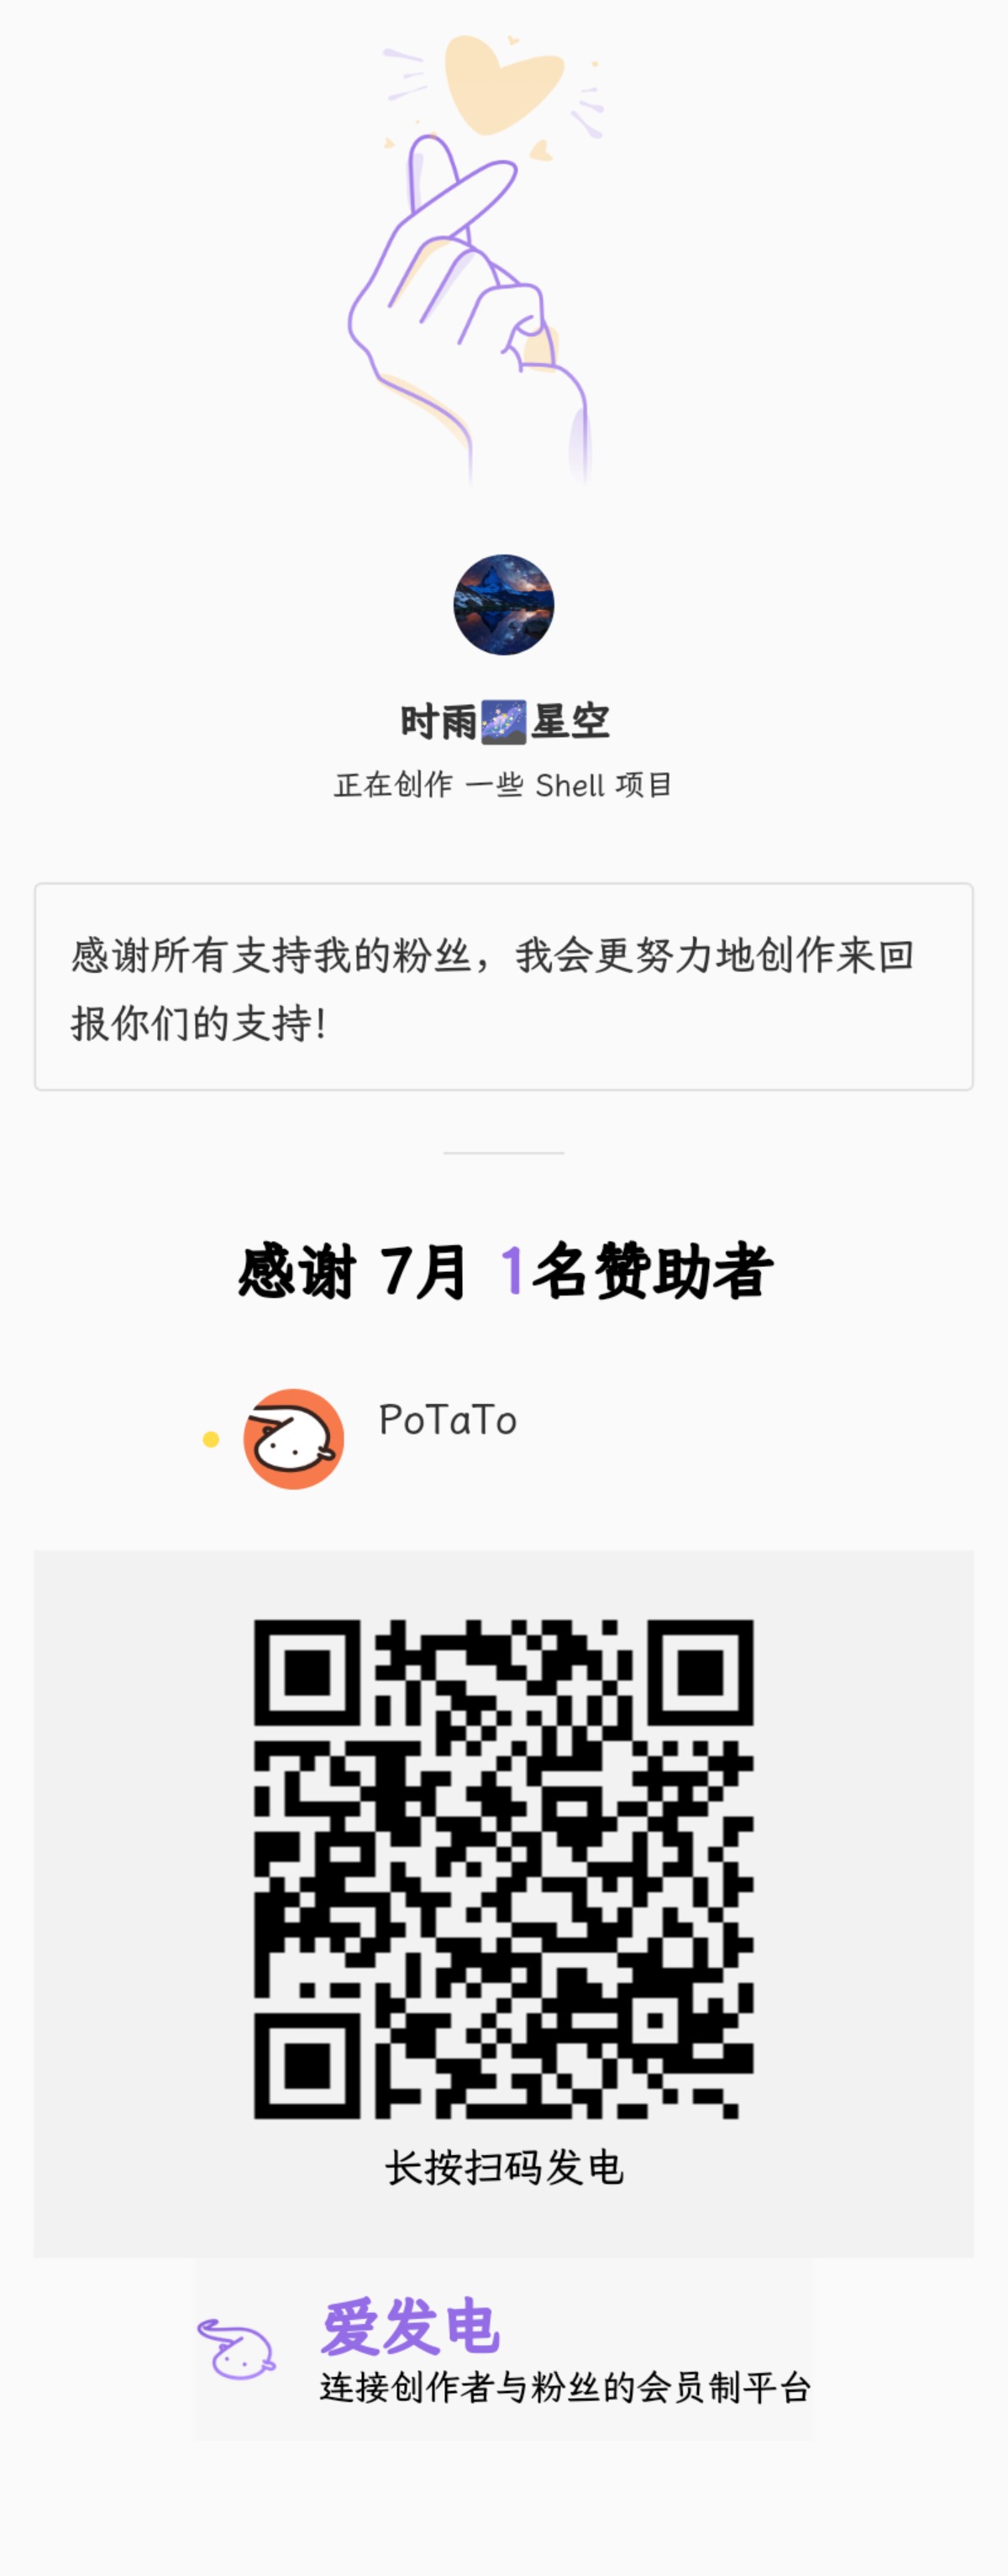 时雨🌌星空
正在创作 一些 Shell 项目
感谢所有支持我的粉丝，我会更努力地创作来回
报你们的支持!
感谢 7月 1名赞助者
PoTaTo
长按扫码发电
爱发电
连接创作者与粉丝的会员制平台